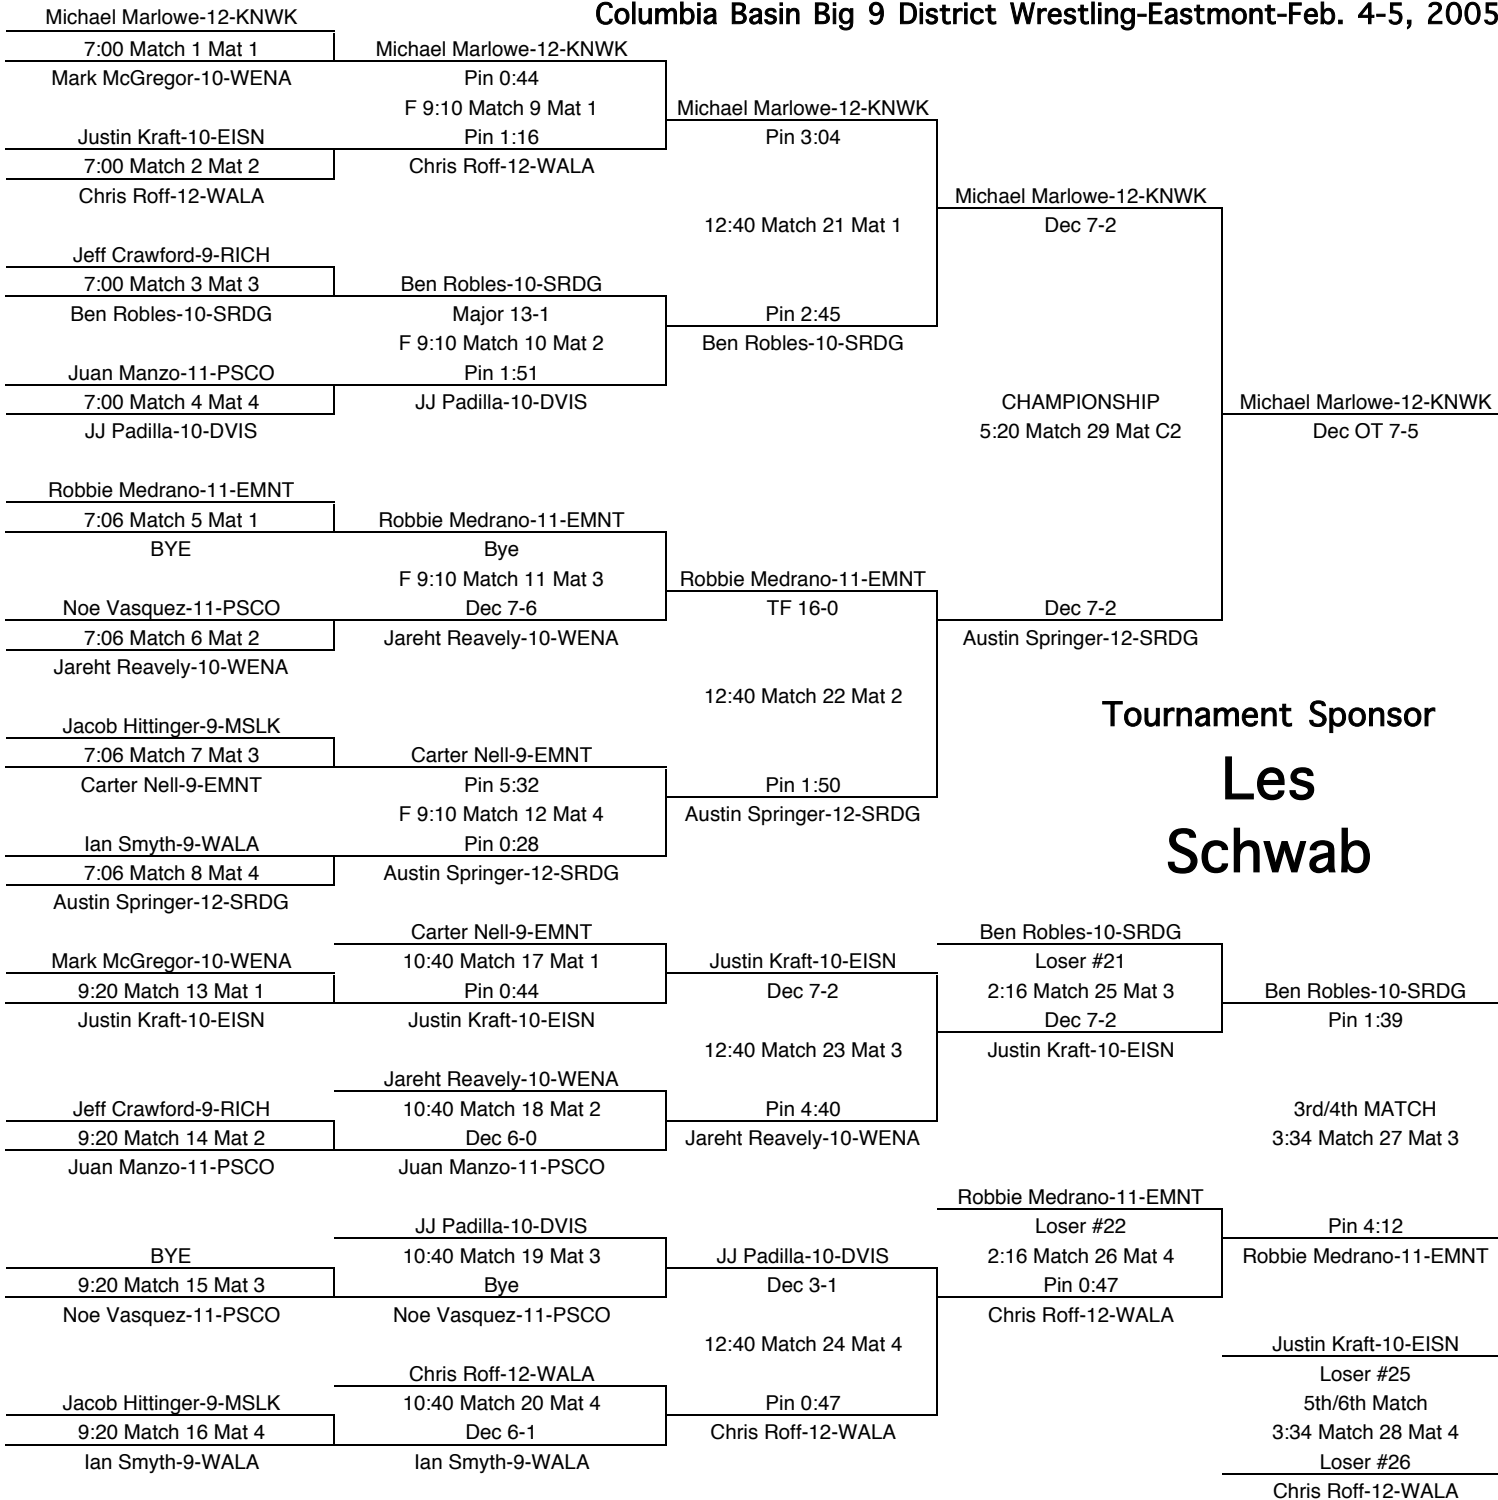 Columbia Basin Big 9 District Wrestling-Eastmont-Feb. 4-5, 2005
Michael Marlowe-12-KNWK
7:00 Match 1 Mat 1
Mark McGregor-10-WENA
Justin Kraft-10-EISN
7:00 Match 2 Mat 2
Chris Roff-12-WALA
Jeff Crawford-9-RICH
7:00 Match 3 Mat 3
Ben Robles-10-SRDG
Juan Manzo-11-PSCO
7:00 Match 4 Mat 4
JJ Padilla-10-DVIS
Robbie Medrano-11-EMNT
7:06 Match 5 Mat 1
BYE
Noe Vasquez-11-PSCO
7:06 Match 6 Mat 2
Jareht Reavely-10-WENA
Jacob Hittinger-9-MSLK
7:06 Match 7 Mat 3
Carter Nell-9-EMNT
Ian Smyth-9-WALA
7:06 Match 8 Mat 4
Austin Springer-12-SRDG
Michael Marlowe-12-KNWK
Pin 0:44
F 9:10 Match 9 Mat 1
Pin 1:16
Chris Roff-12-WALA
Ben Robles-10-SRDG
Major 13-1
F 9:10 Match 10 Mat 2
Pin 1:51
JJ Padilla-10-DVIS
Robbie Medrano-11-EMNT
Bye
F 9:10 Match 11 Mat 3
Dec 7-6
Jareht Reavely-10-WENA
Carter Nell-9-EMNT
Pin 5:32
F 9:10 Match 12 Mat 4
Pin 0:28
Austin Springer-12-SRDG
Michael Marlowe-12-KNWK
Pin 3:04
12:40 Match 21 Mat 1
Pin 2:45
Ben Robles-10-SRDG
Robbie Medrano-11-EMNT
TF 16-0
12:40 Match 22 Mat 2
Pin 1:50
Austin Springer-12-SRDG
Michael Marlowe-12-KNWK
Dec 7-2
CHAMPIONSHIP
5:20 Match 29 Mat C2
Dec 7-2
Austin Springer-12-SRDG
Michael Marlowe-12-KNWK
Dec OT 7-5
Tournament Sponsor
Les
Schwab
Mark McGregor-10-WENA
9:20 Match 13 Mat 1
Justin Kraft-10-EISN
Jeff Crawford-9-RICH
9:20 Match 14 Mat 2
Juan Manzo-11-PSCO
BYE
9:20 Match 15 Mat 3
Noe Vasquez-11-PSCO
Jacob Hittinger-9-MSLK
9:20 Match 16 Mat 4
Ian Smyth-9-WALA
Carter Nell-9-EMNT
10:40 Match 17 Mat 1
Pin 0:44
Justin Kraft-10-EISN
Jareht Reavely-10-WENA
10:40 Match 18 Mat 2
Dec 6-0
Juan Manzo-11-PSCO
JJ Padilla-10-DVIS
10:40 Match 19 Mat 3
Bye
Noe Vasquez-11-PSCO
Chris Roff-12-WALA
10:40 Match 20 Mat 4
Dec 6-1
Ian Smyth-9-WALA
Justin Kraft-10-EISN
Dec 7-2
12:40 Match 23 Mat 3
Pin 4:40
Jareht Reavely-10-WENA
JJ Padilla-10-DVIS
Dec 3-1
12:40 Match 24 Mat 4
Pin 0:47
Chris Roff-12-WALA
Ben Robles-10-SRDG
Loser #21
2:16 Match 25 Mat 3
Dec 7-2
Justin Kraft-10-EISN
Robbie Medrano-11-EMNT
Loser #22
2:16 Match 26 Mat 4
Pin 0:47
Chris Roff-12-WALA
Ben Robles-10-SRDG
Pin 1:39
3rd/4th MATCH
3:34 Match 27 Mat 3
Pin 4:12
Robbie Medrano-11-EMNT
Justin Kraft-10-EISN
Loser #25
5th/6th Match
3:34 Match 28 Mat 4
Loser #26
Chris Roff-12-WALA